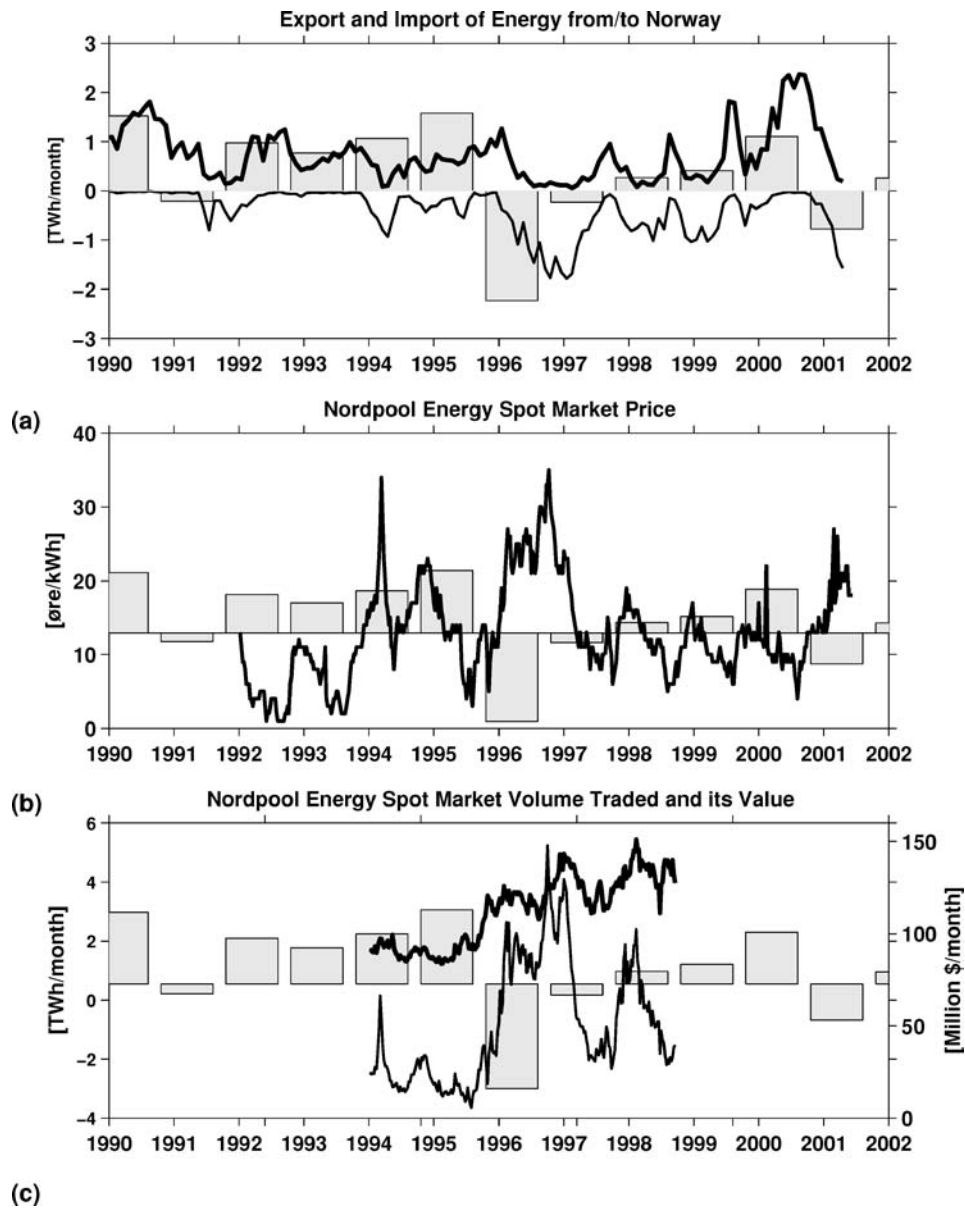 Export and Import of Energy from/to Norway
3
2
1
0
−1
−2
−3
[TWh/month]
1990 1991 1992 1993 1994 1995 1996 1997 1998 1999 2000 2001 2002
(a)
Nordpool Energy Spot Market Price
40
30
20
10
0
[øre/kWh]
1990 1991 1992 1993 1994 1995 1996 1997 1998 1999 2000 2001 2002
(b)
Nordpool Energy Spot Market Volume Traded and its Value
6
4
2
0
−2
−4
[TWh/month]
150
100
50
0
[Million $/month]
1990 1991 1992 1993 1994 1995 1996 1997 1998 1999 2000 2001 2002
(c)